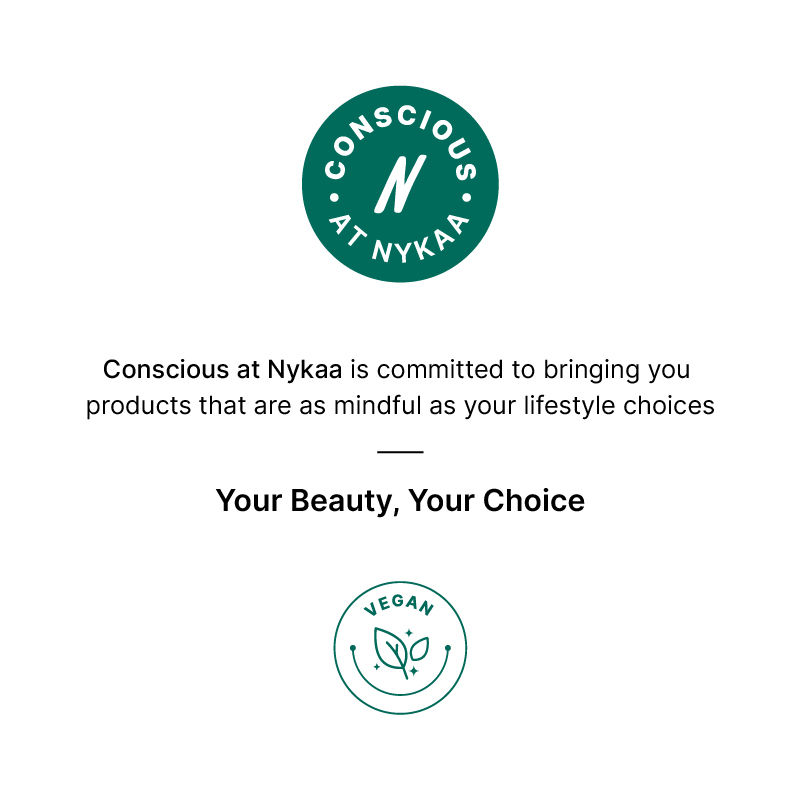 CONSCIOUS
N
AT NYKAA
Conscious at Nykaa is committed to bringing you
products that are as mindful as your lifestyle choices
Your Beauty, Your Choice
VEGAN